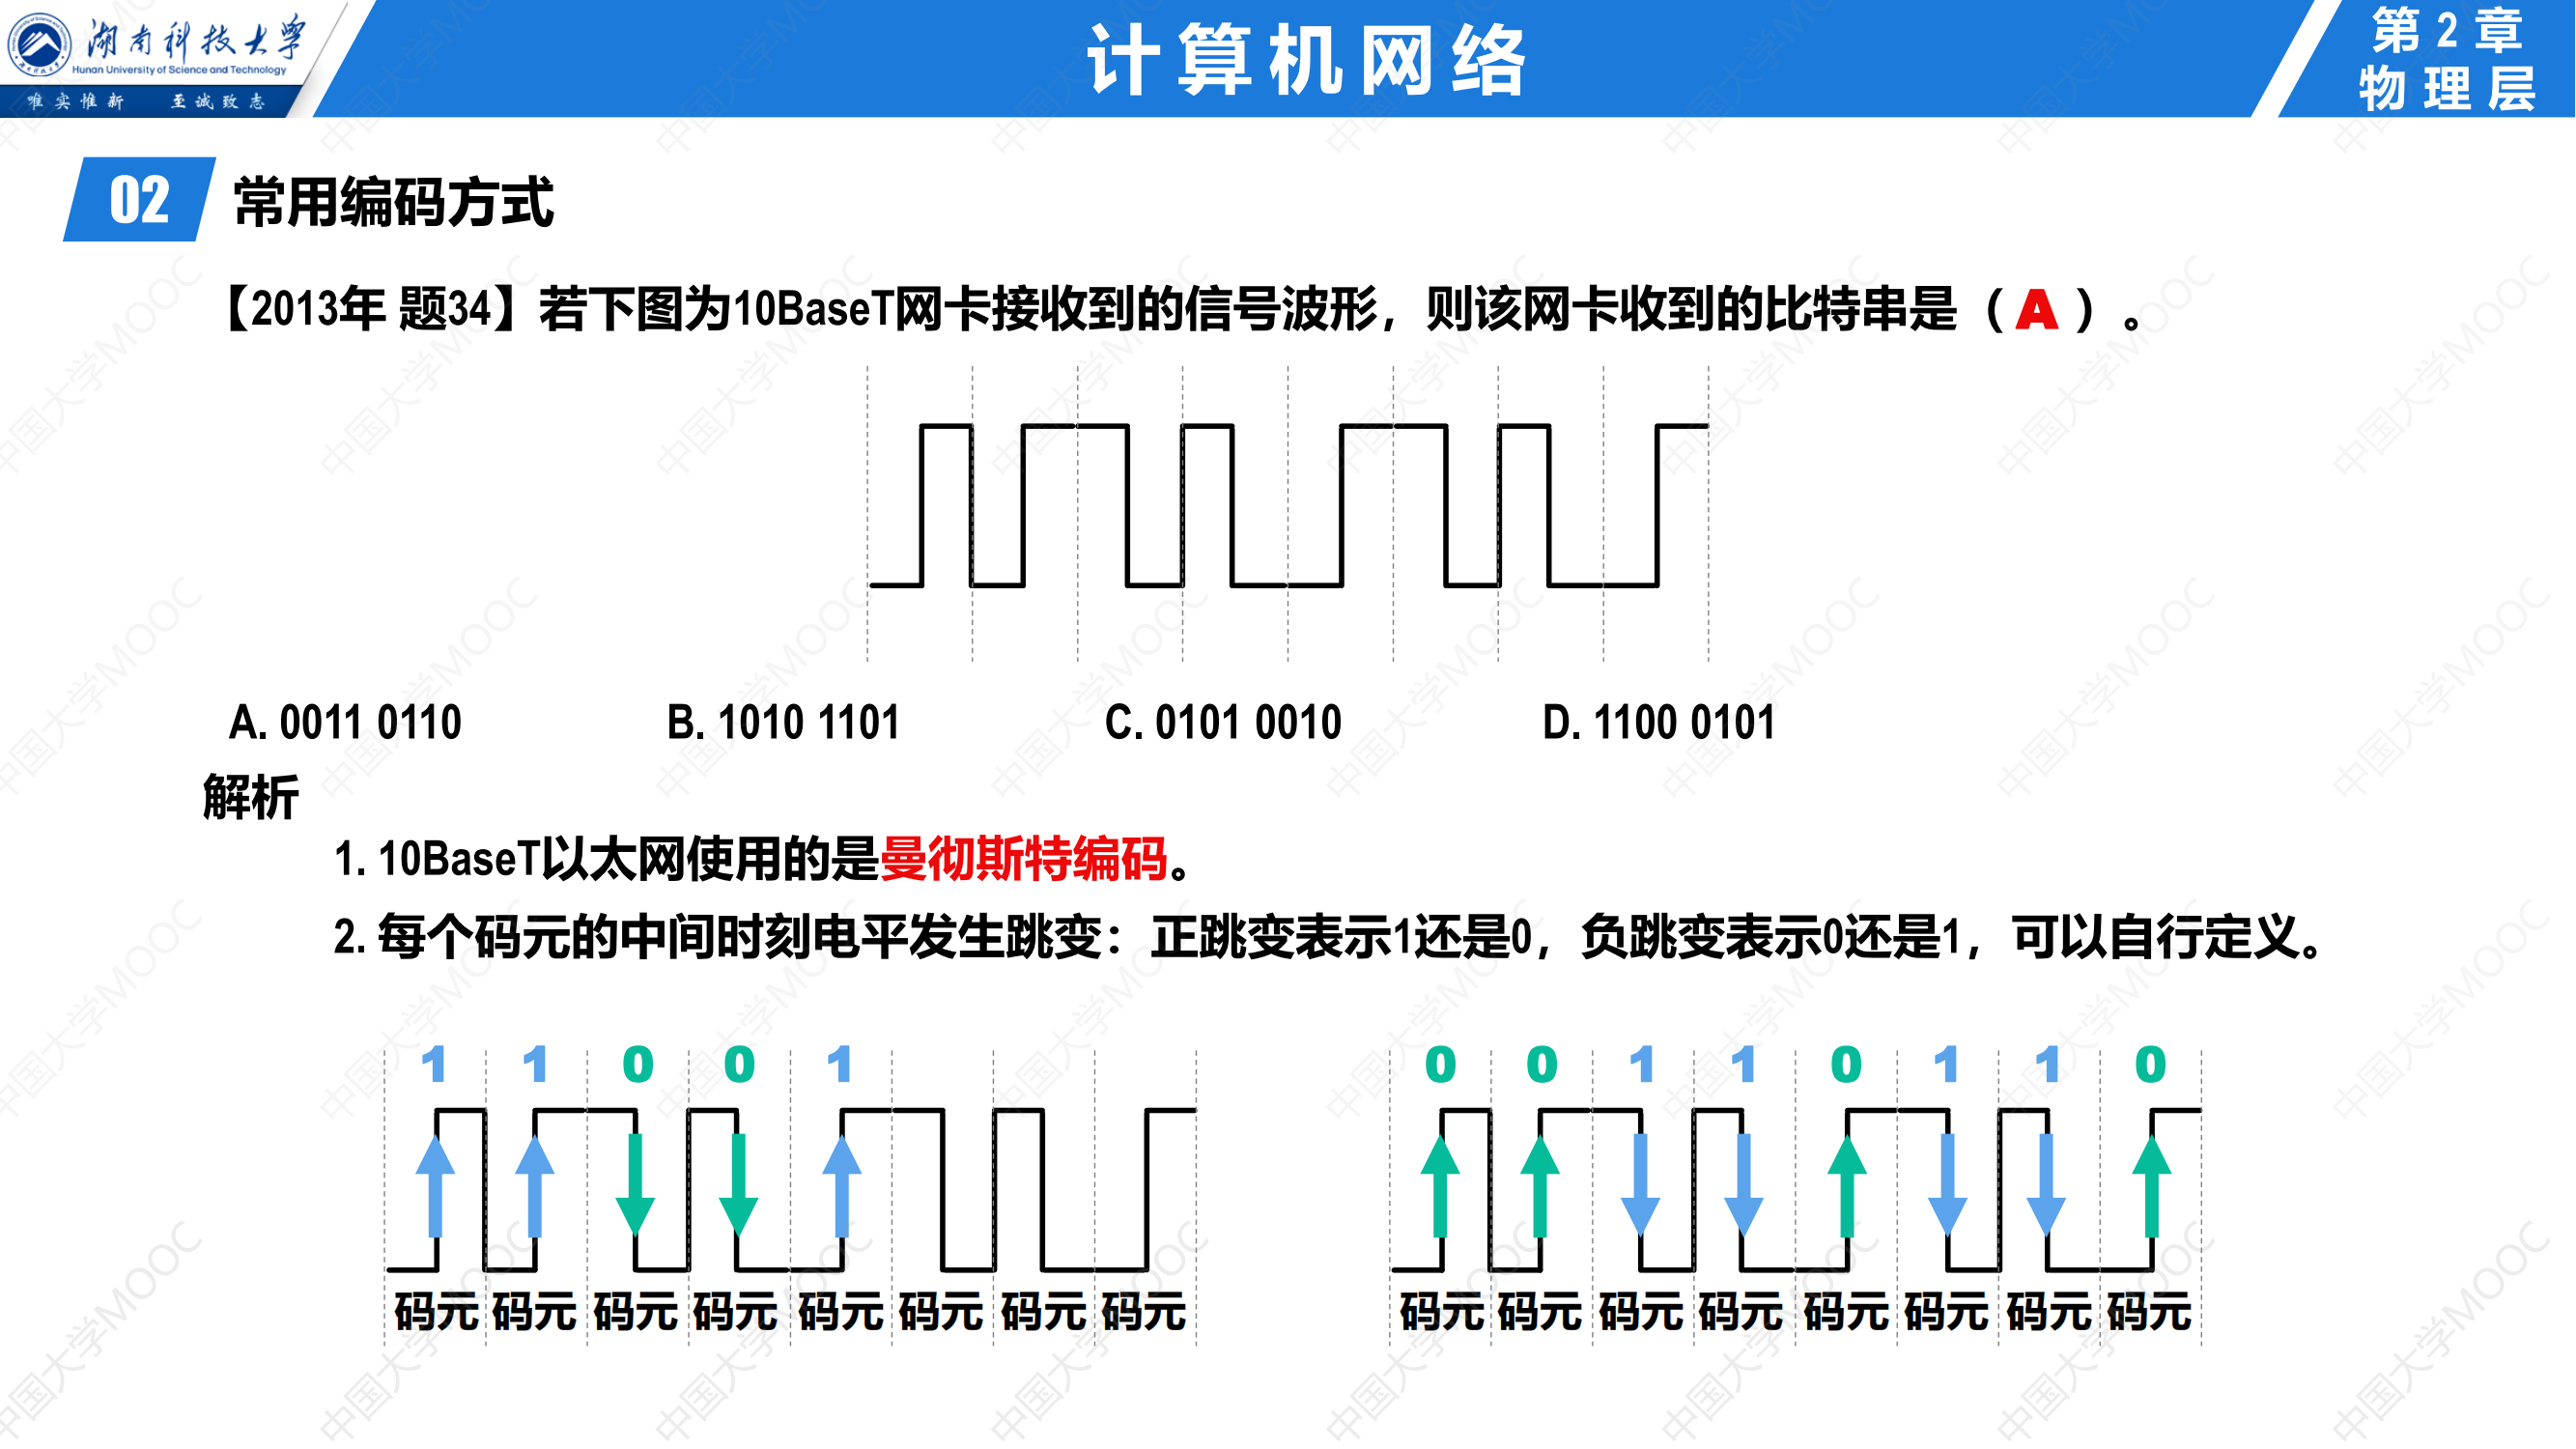 湖南科技大学
Hunan University of Science and Technology
唯实惟新 至诚致志
计算机网络
第2章
物理层
02 常用编码方式
【2013年 题34】若下图为10BaseT网卡接收到的信号波形，则该网卡收到的比特串是（ A ）。
A. 0011 0110 B. 1010 1101 C. 0101 0010 D. 1100 0101
解析
1. 10BaseT以太网使用的是曼彻斯特编码。
2. 每个码元的中间时刻电平发生跳变：正跳变表示1还是0，负跳变表示0还是1，可以自行定义。
1 1 0 0 1
码元 码元 码元 码元 码元 码元 码元 码元
0 0 1 1 0 1 1 0
码元 码元 码元 码元 码元 码元 码元 码元
中国大学MOOC